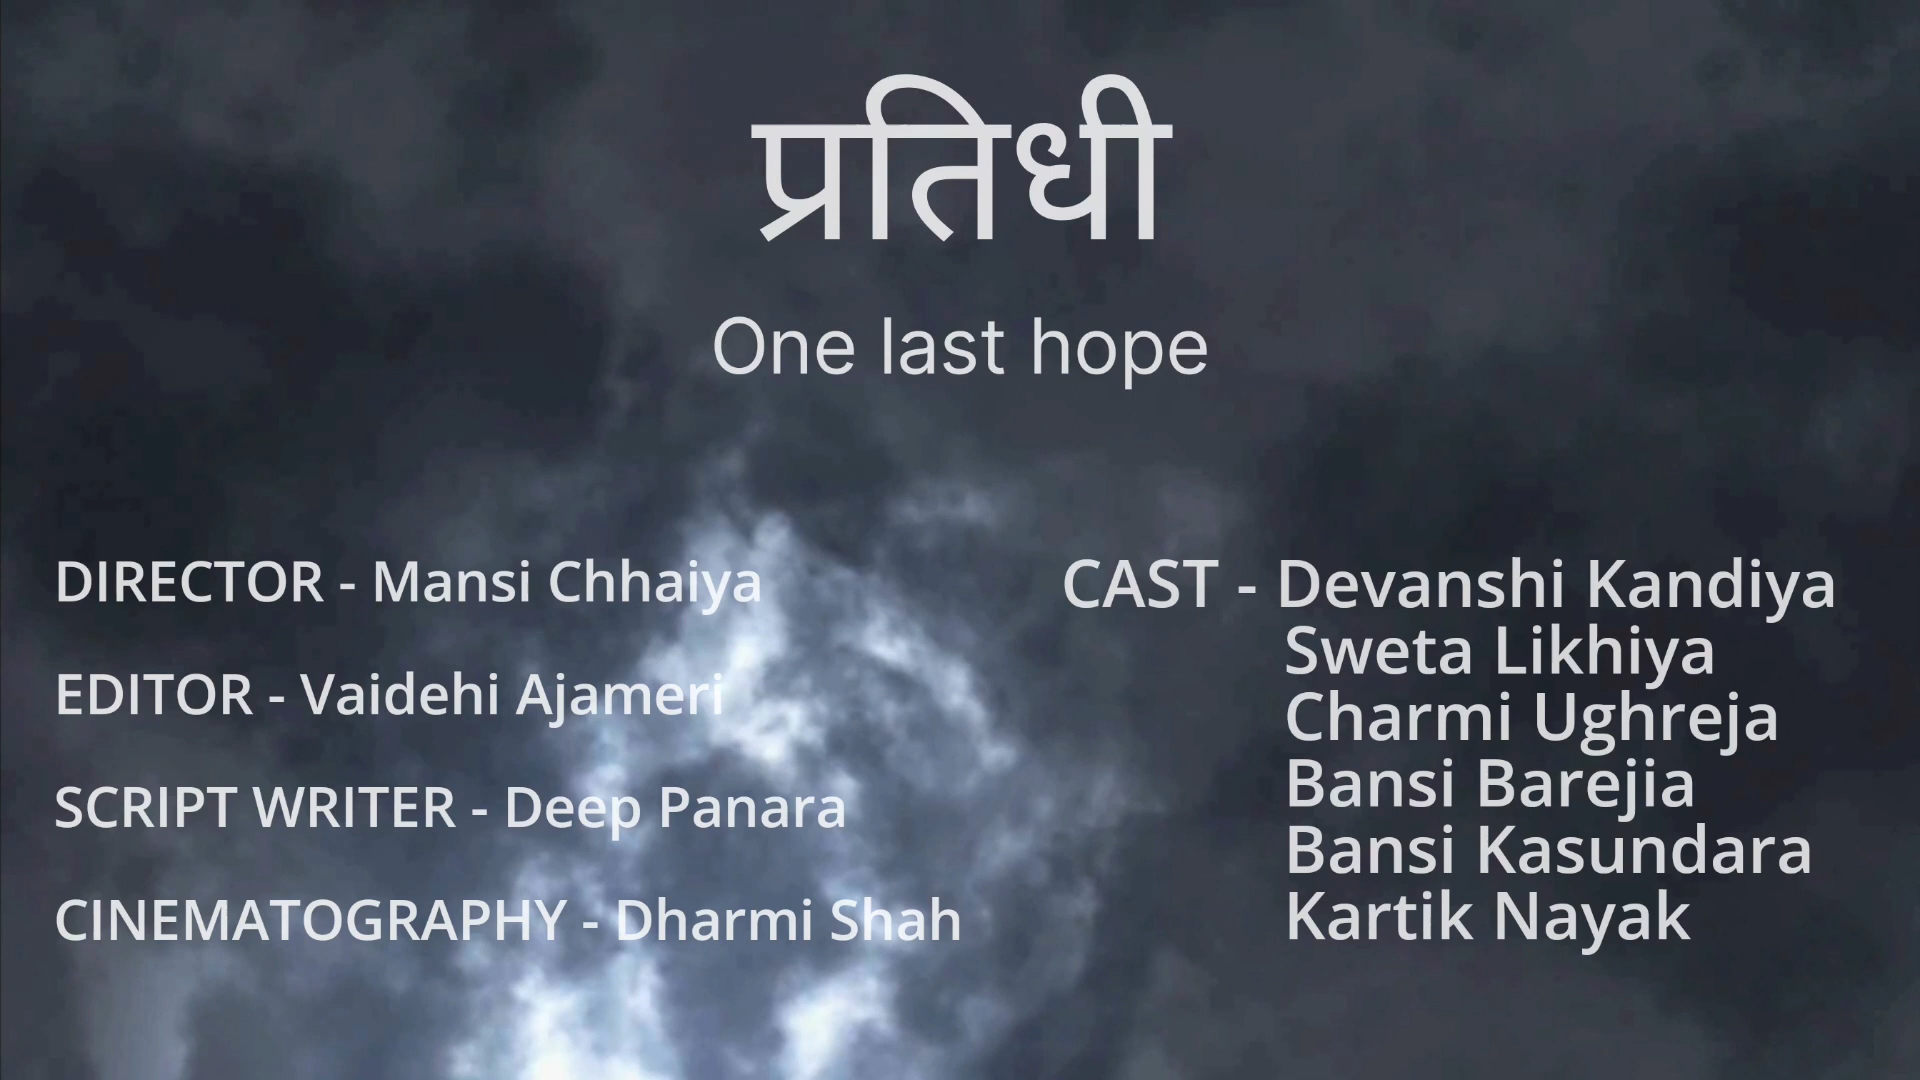 प्रतिधी
One last hope
DIRECTOR - Mansi Chhaiya
EDITOR - Vaidehi Ajameri
SCRIPT WRITER - Deep Panara
CINEMATOGRAPHY - Dharmi Shah
CAST - Devanshi Kandiya
Sweta Likhiya
Charmi Ughreja
Bansi Barejia
Bansi Kasundara
Kartik Nayak